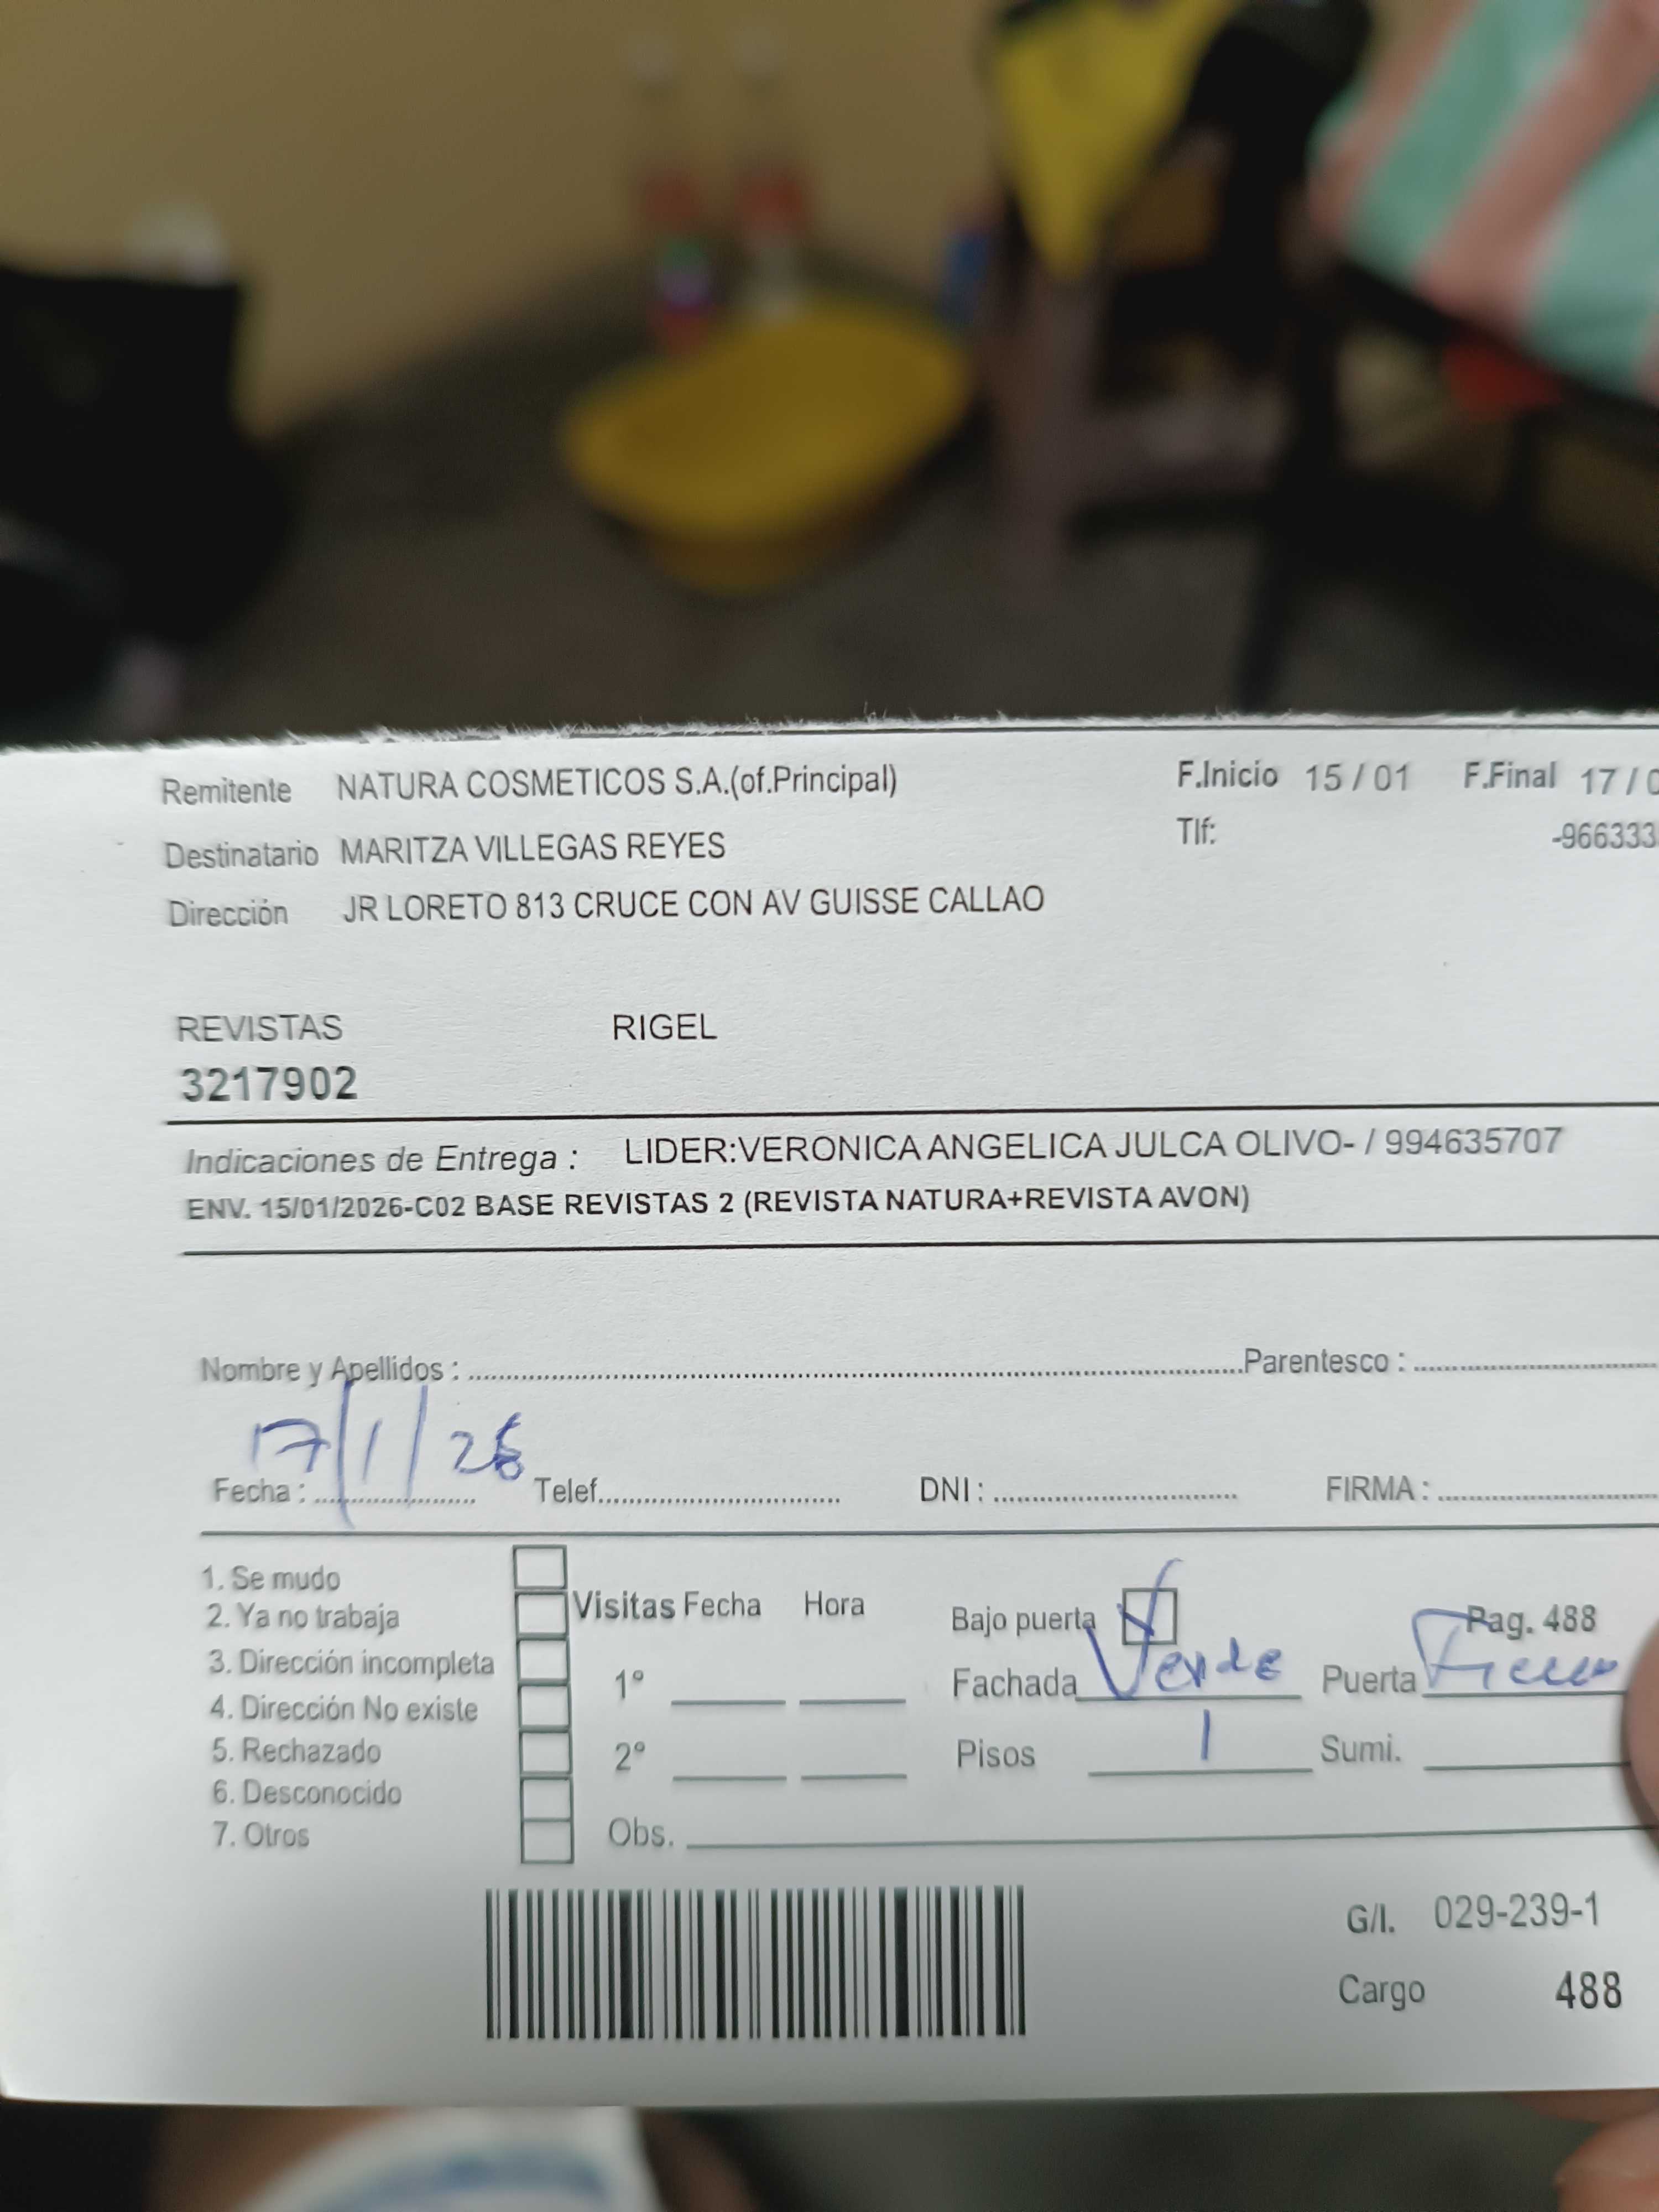 Remitente NATURA COSMETICOS S.A.(of.Principal) F.Inicio 15 / 01 F.Final 17 / 0
Destinatario MARITZA VILLEGAS REYES Tlf: -966333
Dirección JR LORETO 813 CRUCE CON AV GUISSE CALLAO
REVISTAS RIGEL
3217902
Indicaciones de Entrega : LIDER:VERONICA ANGELICA JULCA OLIVO- / 994635707
ENV. 15/01/2026-C02 BASE REVISTAS 2 (REVISTA NATURA+REVISTA AVON)
Nombre y Apellidos : Parentesco :
Fecha : 17/1/26 Telef. DNI : FIRMA :
1. Se mudo
2. Ya no trabaja
3. Dirección incompleta
4. Dirección No existe
5. Rechazado
6. Desconocido
7. Otros
Visitas Fecha Hora
1º
2º
Obs.
Bajo puerta Pag. 488
Fachada Verde Puerta
Pisos 1 Sumi.
G/I. 029-239-1
Cargo 488